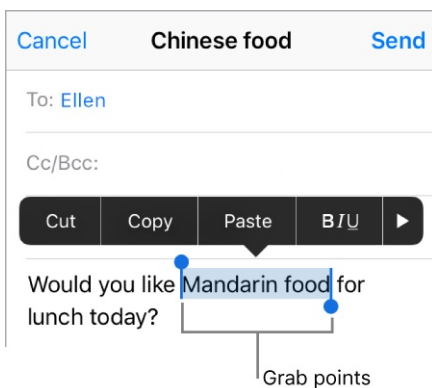 Cancel Chinese food Send
To: Ellen
Cc/Bcc:
Cut Copy Paste BIU
Would you like Mandarin food for
lunch today?
Grab points